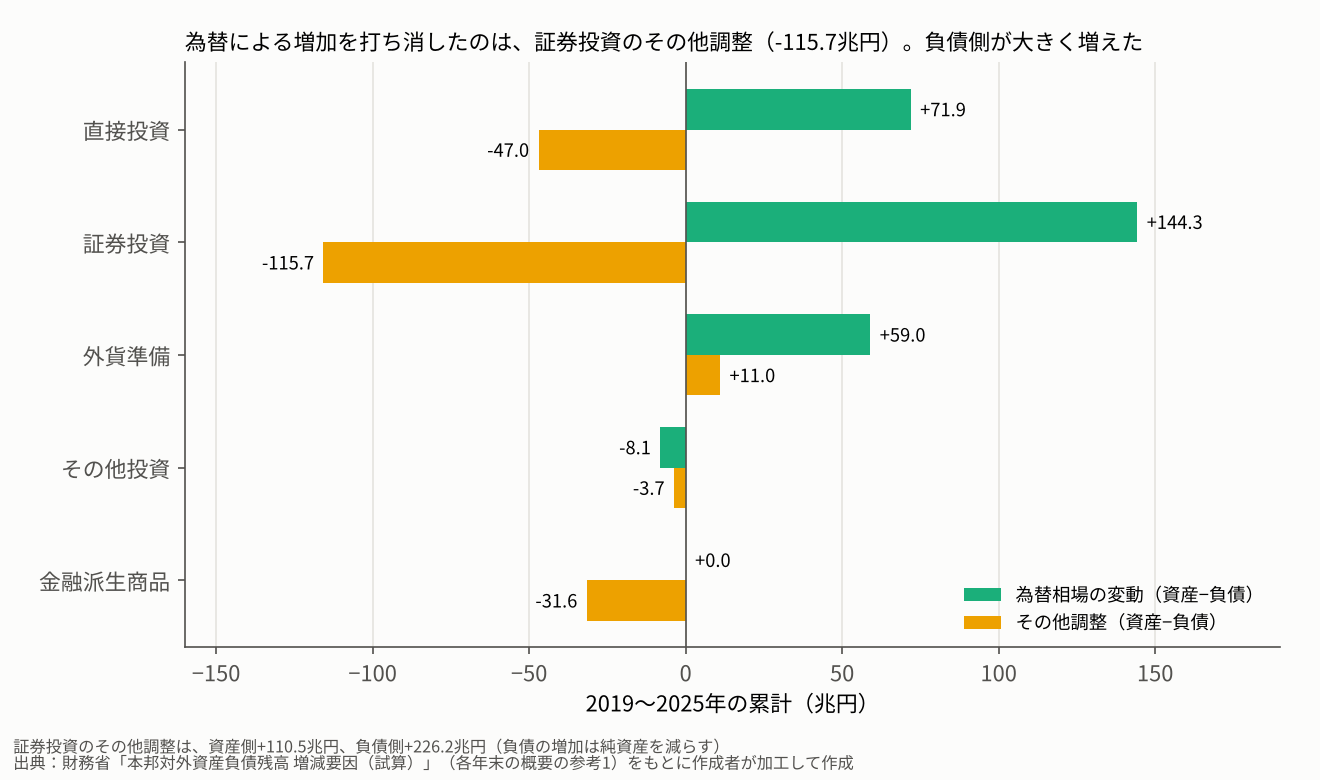 為替による増加を打ち消したのは、証券投資のその他調整（-115.7兆円）。負債側が大きく増えた
直接投資
+71.9
-47.0
証券投資
+144.3
-115.7
外貨準備
+59.0
+11.0
その他投資
-8.1
-3.7
金融派生商品
+0.0
-31.6
為替相場の変動（資産−負債）
その他調整（資産−負債）
−150 −100 −50 0 50 100 150
2019〜2025年の累計（兆円）
証券投資のその他調整は、資産側+110.5兆円、負債側+226.2兆円（負債の増加は純資産を減らす）
出典：財務省「本邦対外資産負債残高 増減要因（試算）」（各年末の概要の参考1）をもとに作成者が加工して作成